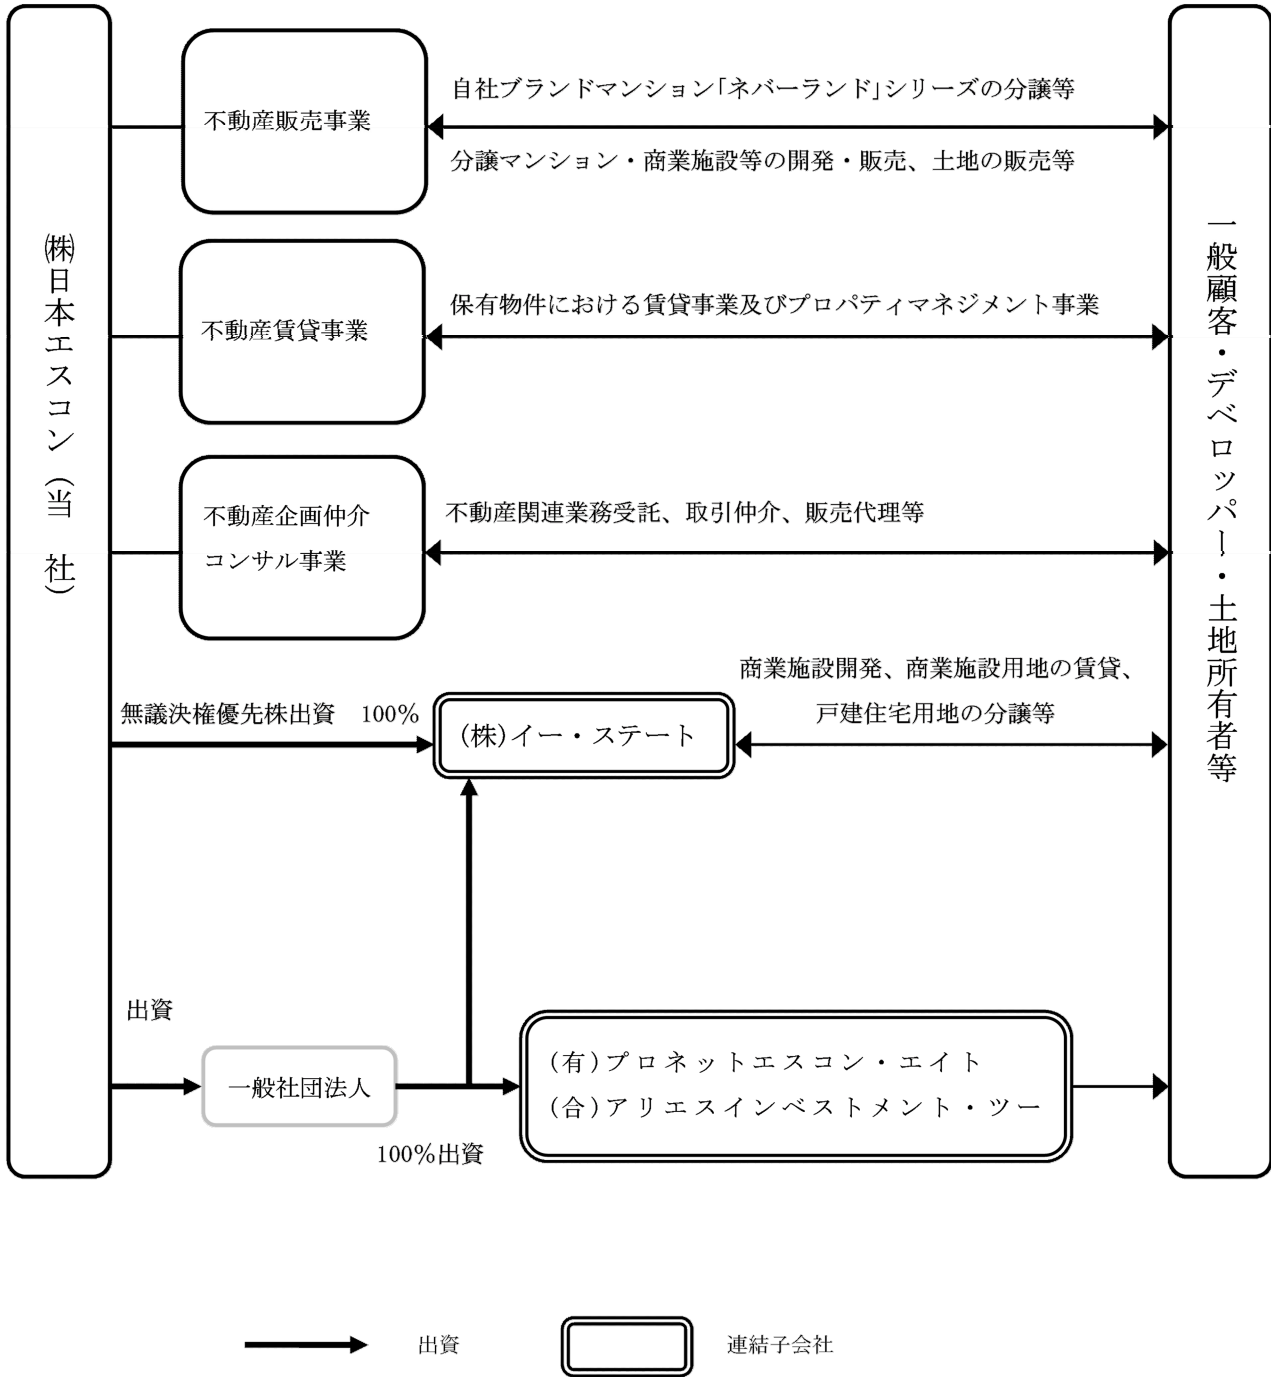 ㈱日本エスコン（当　社）
不動産販売事業
自社ブランドマンション「ネバーランド」シリーズの分譲等
分譲マンション・商業施設等の開発・販売、土地の販売等
不動産賃貸事業
保有物件における賃貸事業及びプロパティマネジメント事業
不動産企画仲介
コンサル事業
不動産関連業務受託、取引仲介、販売代理等
無議決権優先株出資　100％
(株)イー・ステート
商業施設開発、商業施設用地の賃貸、
戸建住宅用地の分譲等
出資
一般社団法人
100％出資
(有)プロネットエスコン・エイト
(合)アリエスインベストメント・ツー
一般顧客・デベロッパー・土地所有者等
出資
連結子会社